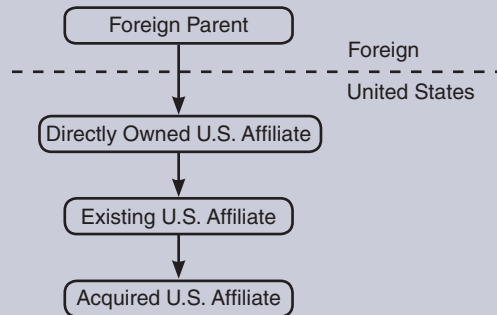 Foreign Parent
Foreign
United States
Directly Owned U.S. Affiliate
Existing U.S. Affiliate
Acquired U.S. Affiliate